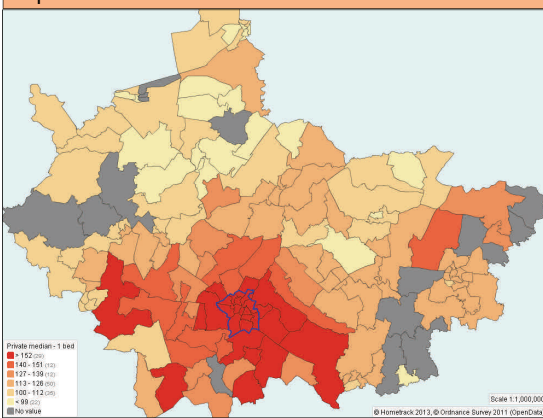 Private median - 1 bed
> 152 (29)
140 - 151 (12)
127 - 139 (12)
113 - 126 (50)
100 - 112 (35)
< 99 (22)
No value
Scale 1:1,000,000
© Hometrack 2013, © Ordnance Survey 2011 (OpenData